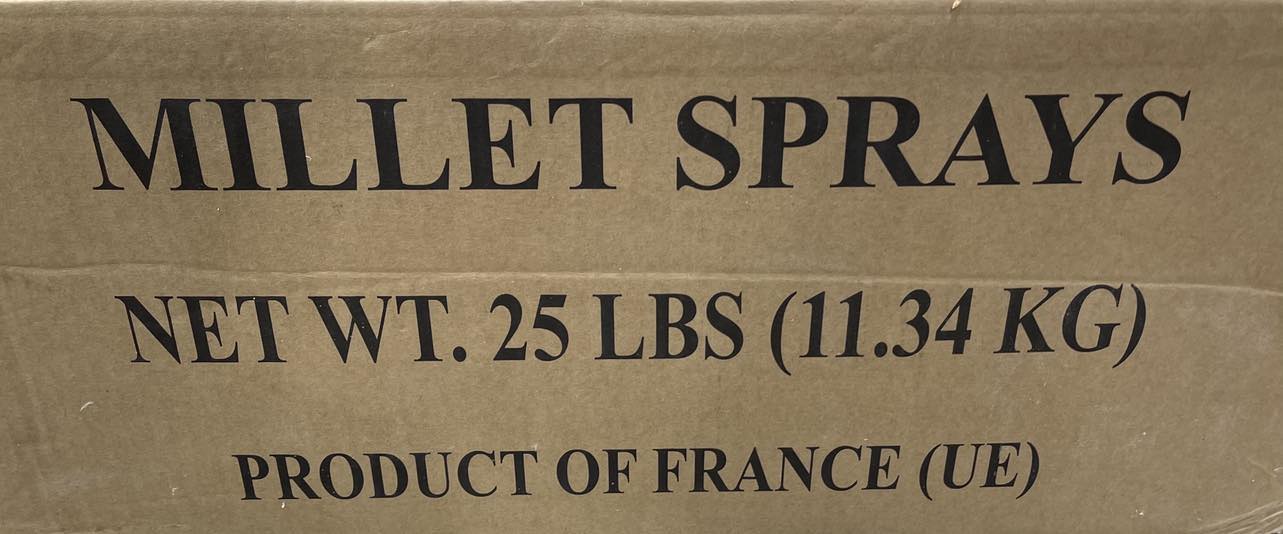 MILLET SPRAYS
NET WT. 25 LBS (11.34 KG)
PRODUCT OF FRANCE (UE)